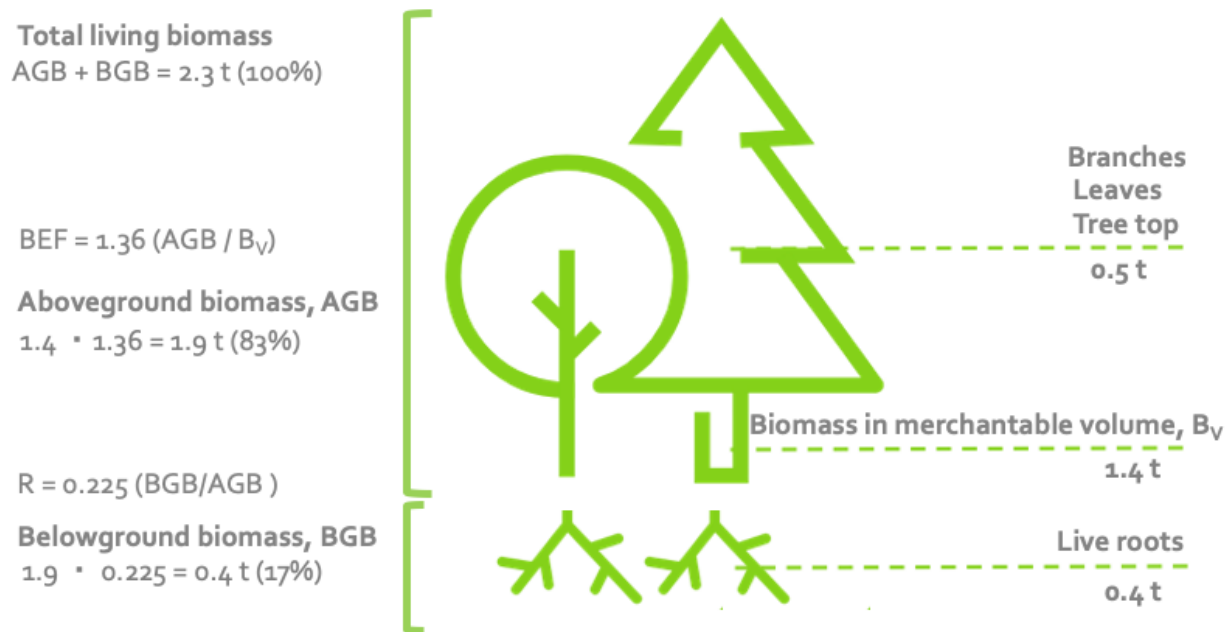 Total living biomass
AGB + BGB = 2.3 t (100%)
BEF = 1.36 (AGB / Bᵥ)
Aboveground biomass, AGB
1.4 · 1.36 = 1.9 t (83%)
R = 0.225 (BGB/AGB )
Belowground biomass, BGB
1.9 · 0.225 = 0.4 t (17%)
Branches
Leaves
Tree top
0.5 t
Biomass in merchantable volume, Bᵥ
1.4 t
Live roots
0.4 t